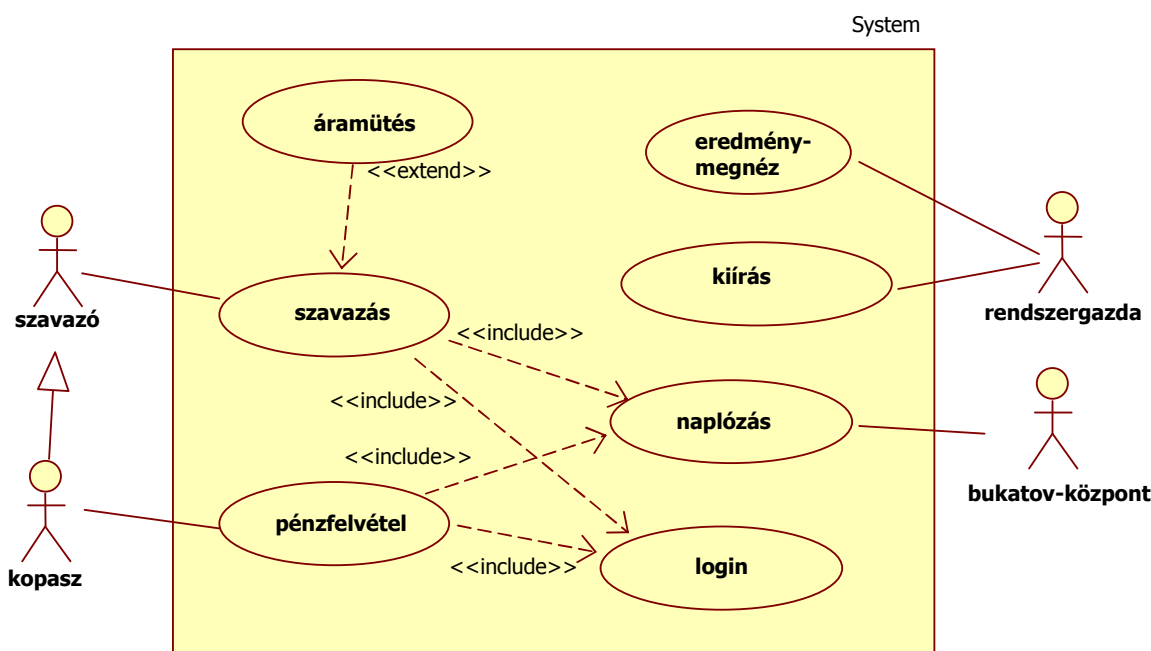 System
áramütés
<<extend>>
eredmény-
megnéz
szavazó
szavazás
kiírás
rendszergazda
<<include>>
<<include>>
naplózás
<<include>>
bukatov-központ
pénzfelvétel
<<include>>
login
kopasz